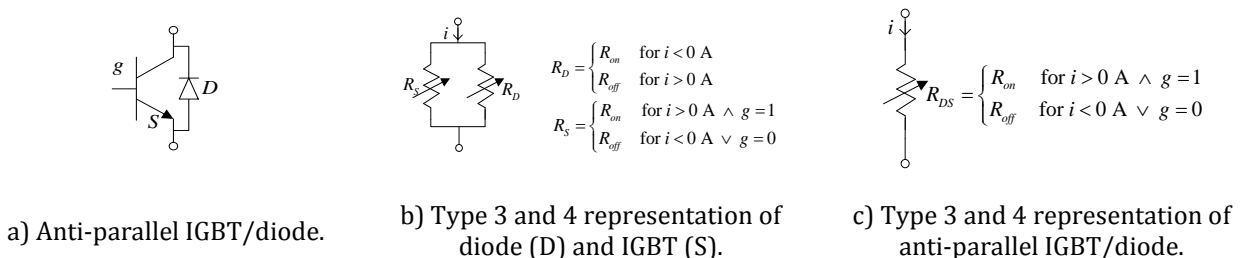 g
D
S
i
R_S
R_D
R_D = { R_on for i < 0 A
R_off for i > 0 A
R_S = { R_on for i > 0 A ∧ g = 1
R_off for i < 0 A ∨ g = 0
i
R_DS = { R_on for i > 0 A ∧ g = 1
R_off for i < 0 A ∨ g = 0
a) Anti-parallel IGBT/diode.
b) Type 3 and 4 representation of
diode (D) and IGBT (S).
c) Type 3 and 4 representation of
anti-parallel IGBT/diode.